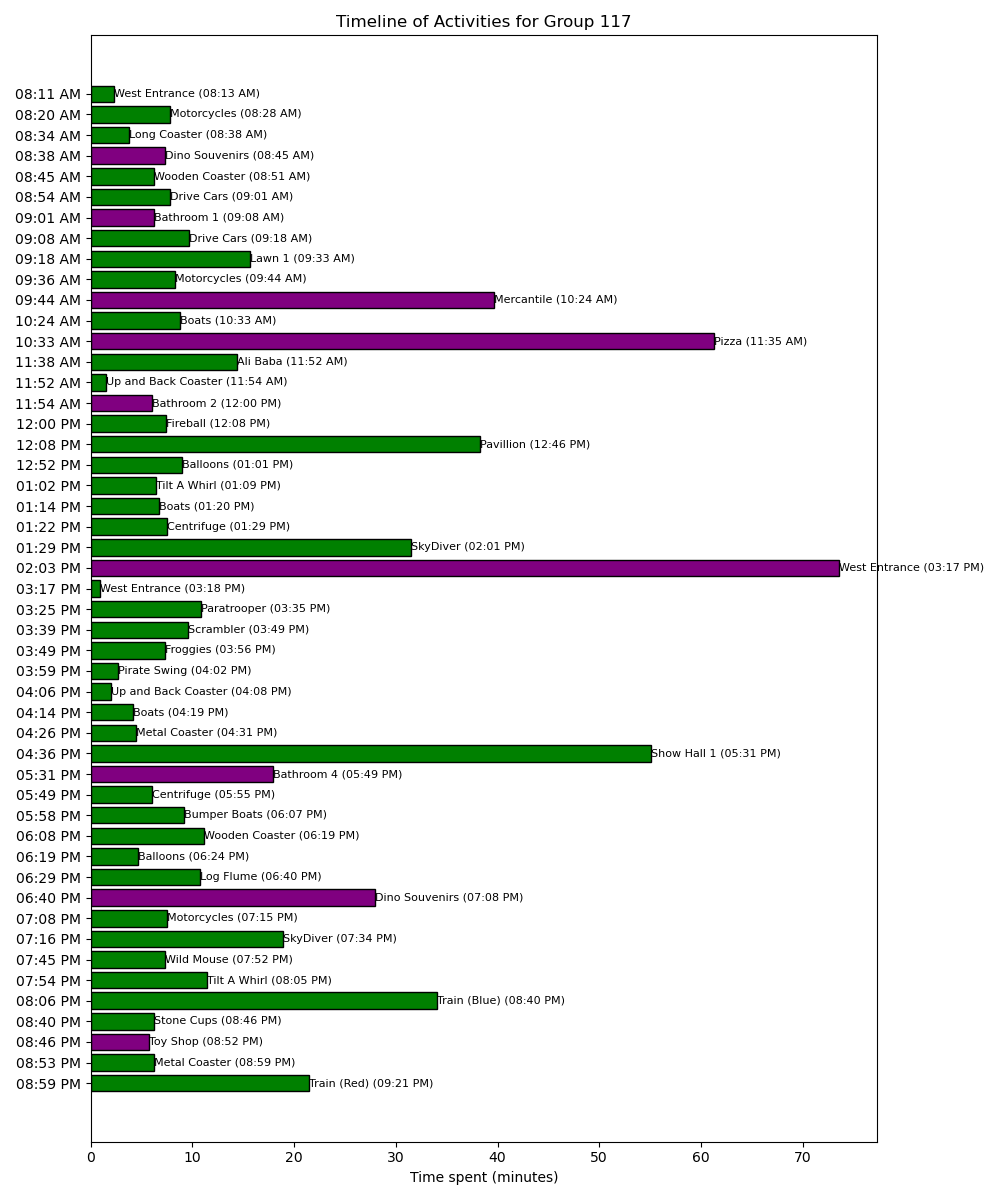 Timeline of Activities for Group 117
08:11 AM West Entrance (08:13 AM)
08:20 AM Motorcycles (08:28 AM)
08:34 AM Long Coaster (08:38 AM)
08:38 AM Dino Souvenirs (08:45 AM)
08:45 AM Wooden Coaster (08:51 AM)
08:54 AM Drive Cars (09:01 AM)
09:01 AM Bathroom 1 (09:08 AM)
09:08 AM Drive Cars (09:18 AM)
09:18 AM Lawn 1 (09:33 AM)
09:36 AM Motorcycles (09:44 AM)
09:44 AM Mercantile (10:24 AM)
10:24 AM Boats (10:33 AM)
10:33 AM Pizza (11:35 AM)
11:38 AM Ali Baba (11:52 AM)
11:52 AM Up and Back Coaster (11:54 AM)
11:54 AM Bathroom 2 (12:00 PM)
12:00 PM Fireball (12:08 PM)
12:08 PM Pavillion (12:46 PM)
12:52 PM Balloons (01:01 PM)
01:02 PM Tilt A Whirl (01:09 PM)
01:14 PM Boats (01:20 PM)
01:22 PM Centrifuge (01:29 PM)
01:29 PM SkyDiver (02:01 PM)
02:03 PM West Entrance (03:17 PM)
03:17 PM West Entrance (03:18 PM)
03:25 PM Paratrooper (03:35 PM)
03:39 PM Scrambler (03:49 PM)
03:49 PM Froggies (03:56 PM)
03:59 PM Pirate Swing (04:02 PM)
04:06 PM Up and Back Coaster (04:08 PM)
04:14 PM Boats (04:19 PM)
04:26 PM Metal Coaster (04:31 PM)
04:36 PM Show Hall 1 (05:31 PM)
05:31 PM Bathroom 4 (05:49 PM)
05:49 PM Centrifuge (05:55 PM)
05:58 PM Bumper Boats (06:07 PM)
06:08 PM Wooden Coaster (06:19 PM)
06:19 PM Balloons (06:24 PM)
06:29 PM Log Flume (06:40 PM)
06:40 PM Dino Souvenirs (07:08 PM)
07:08 PM Motorcycles (07:15 PM)
07:16 PM SkyDiver (07:34 PM)
07:45 PM Wild Mouse (07:52 PM)
07:54 PM Tilt A Whirl (08:05 PM)
08:06 PM Train (Blue) (08:40 PM)
08:40 PM Stone Cups (08:46 PM)
08:46 PM Toy Shop (08:52 PM)
08:53 PM Metal Coaster (08:59 PM)
08:59 PM Train (Red) (09:21 PM)
0 10 20 30 40 50 60 70
Time spent (minutes)